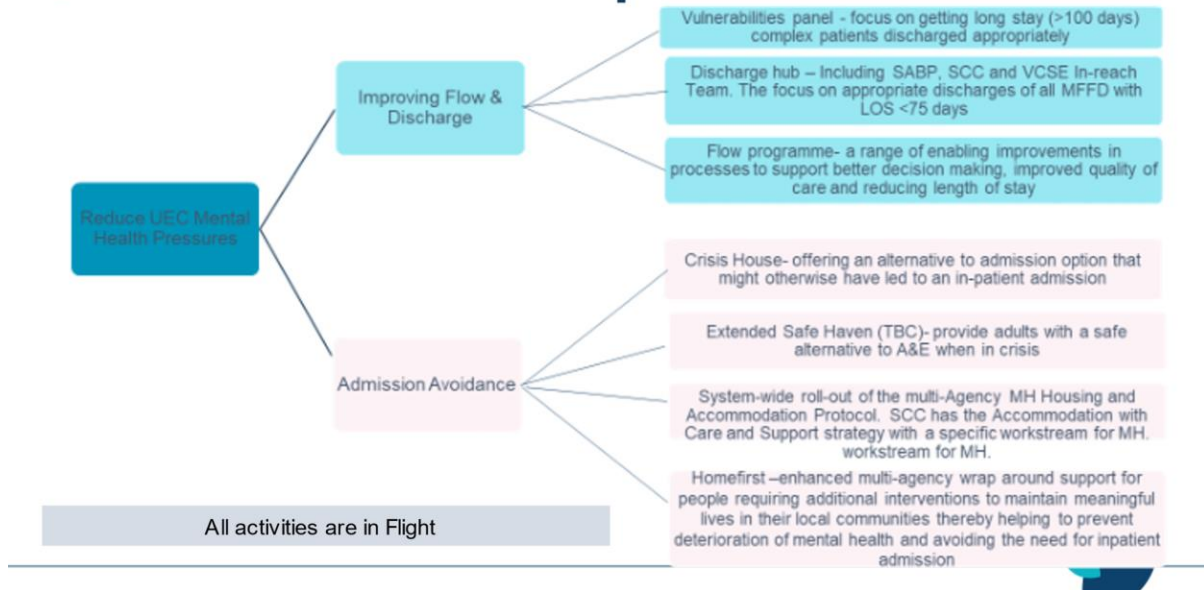 Vulnerabilities panel - focus on getting long stay (>100 days)
complex patients discharged appropriately
Improving Flow &
Discharge
Discharge hub – Including SABP, SCC and VCSE In-reach
Team. The focus on appropriate discharges of all MFFD with
LOS <75 days
Flow programme- a range of enabling improvements in
processes to support better decision making, improved quality of
care and reducing length of stay
Reduce UEC Mental
Health Pressures
Crisis House- offering an alternative to admission option that
might otherwise have led to an in-patient admission
Extended Safe Haven (TBC)- provide adults with a safe
alternative to A&E when in crisis
Admission Avoidance
System-wide roll-out of the multi-Agency MH Housing and
Accommodation Protocol. SCC has the Accommodation with
Care and Support strategy with a specific workstream for MH.
workstream for MH.
Homefirst –enhanced multi-agency wrap around support for
people requiring additional interventions to maintain meaningful
lives in their local communities thereby helping to prevent
deterioration of mental health and avoiding the need for inpatient
admission
All activities are in Flight